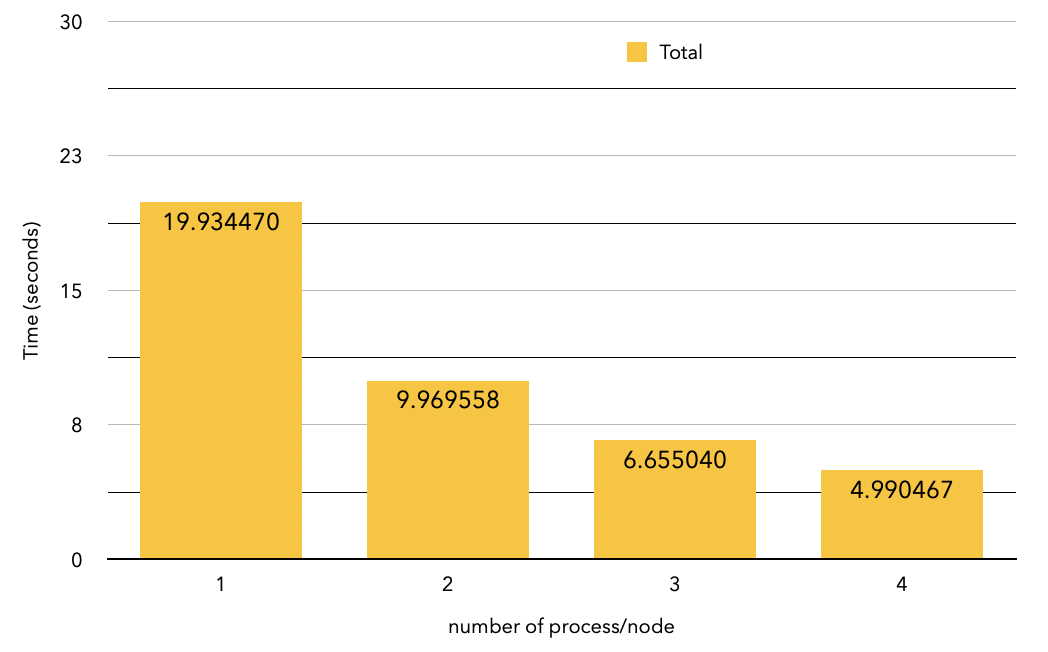 30
Total
23
19.934470
Time (seconds)
15
9.969558
8
6.655040
4.990467
0
1 2 3 4
number of process/node